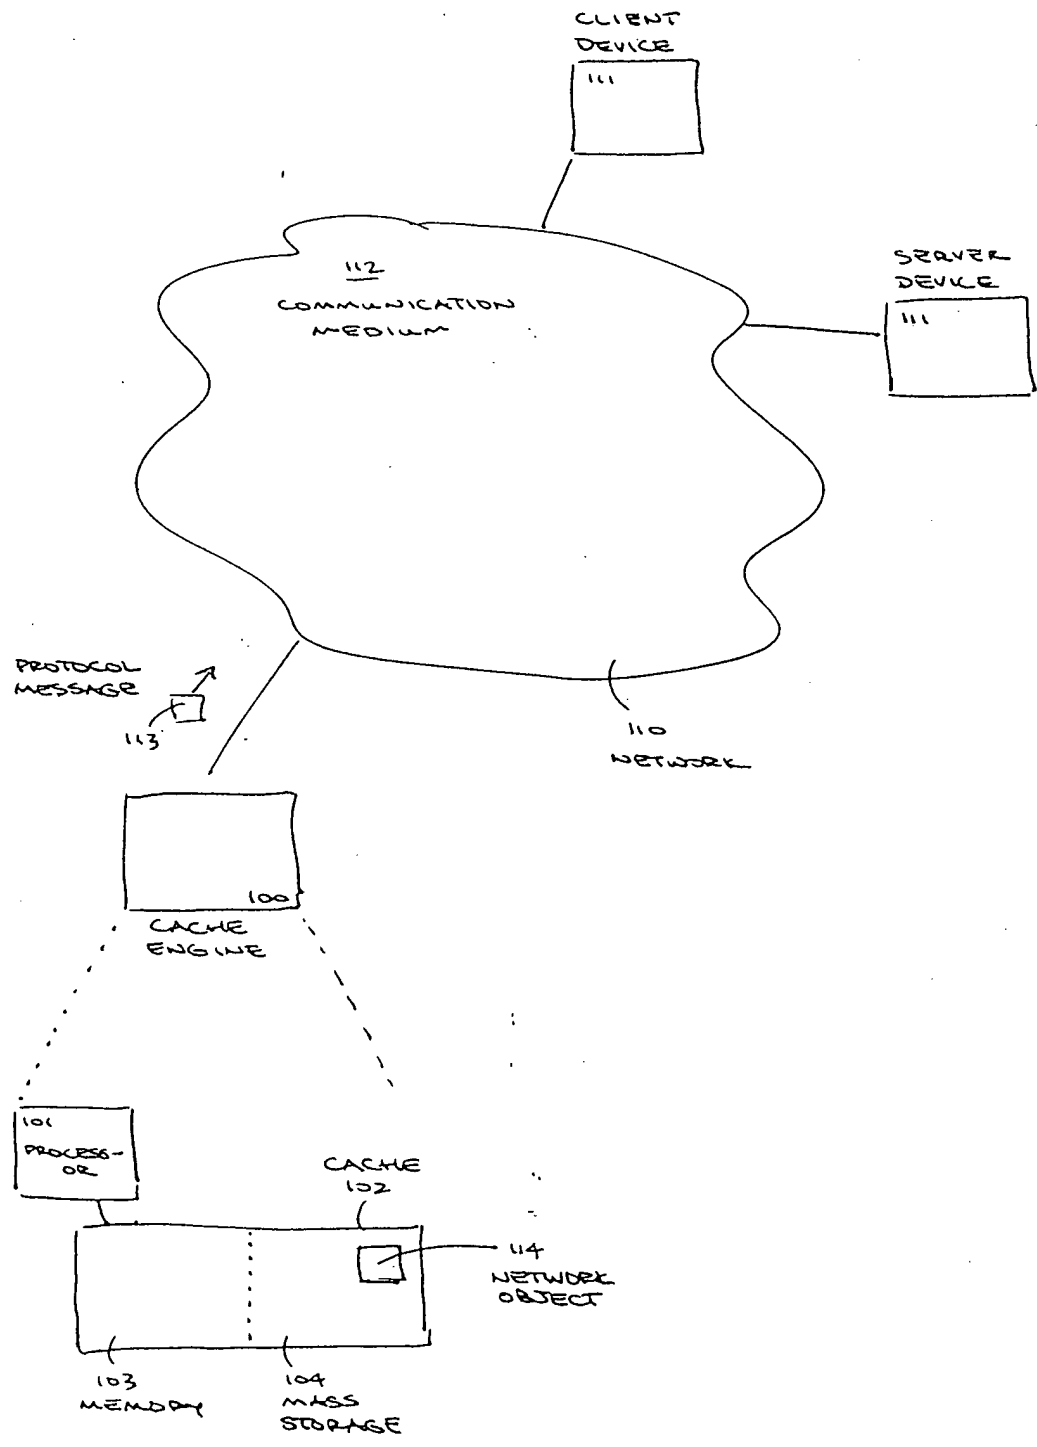 CLIENT
DEVICE
111
SERVER
DEVICE
111
112
COMMUNICATION
MEDIUM
PROTOCOL
MESSAGE
113
110
NETWORK
100
CACHE
ENGINE
101
PROCESS-
OR
CACHE
102
114
NETWORK
OBJECT
103
MEMORY
104
MASS
STORAGE